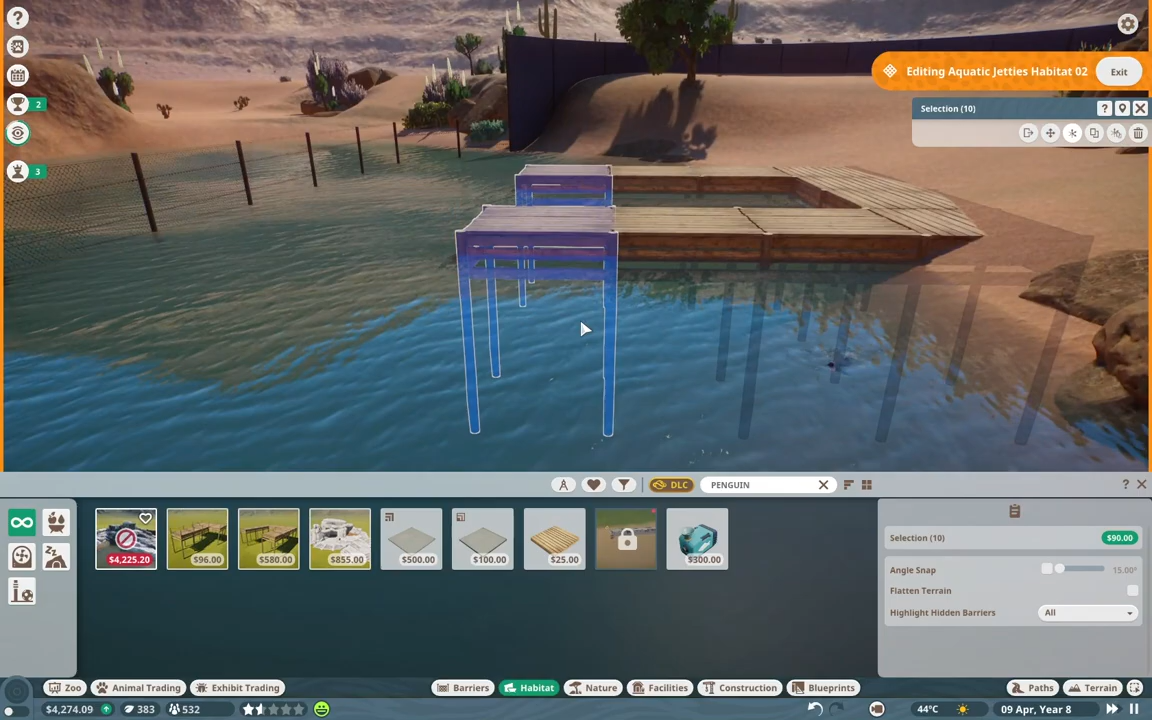 ?
Editing Aquatic Jetties Habitat 02
Exit
2
Selection (10)
?
3
DLC
PENGUIN
?
$4,225.20
$96.00
$580.00
$855.00
$500.00
$100.00
$25.00
$300.00
Selection (10)
$90.00
Angle Snap
15.00°
Flatten Terrain
Highlight Hidden Barriers
All
Zoo
Animal Trading
Exhibit Trading
Barriers
Habitat
Nature
Facilities
Construction
Blueprints
Paths
Terrain
$4,274.09
383
532
44°C
09 Apr, Year 8